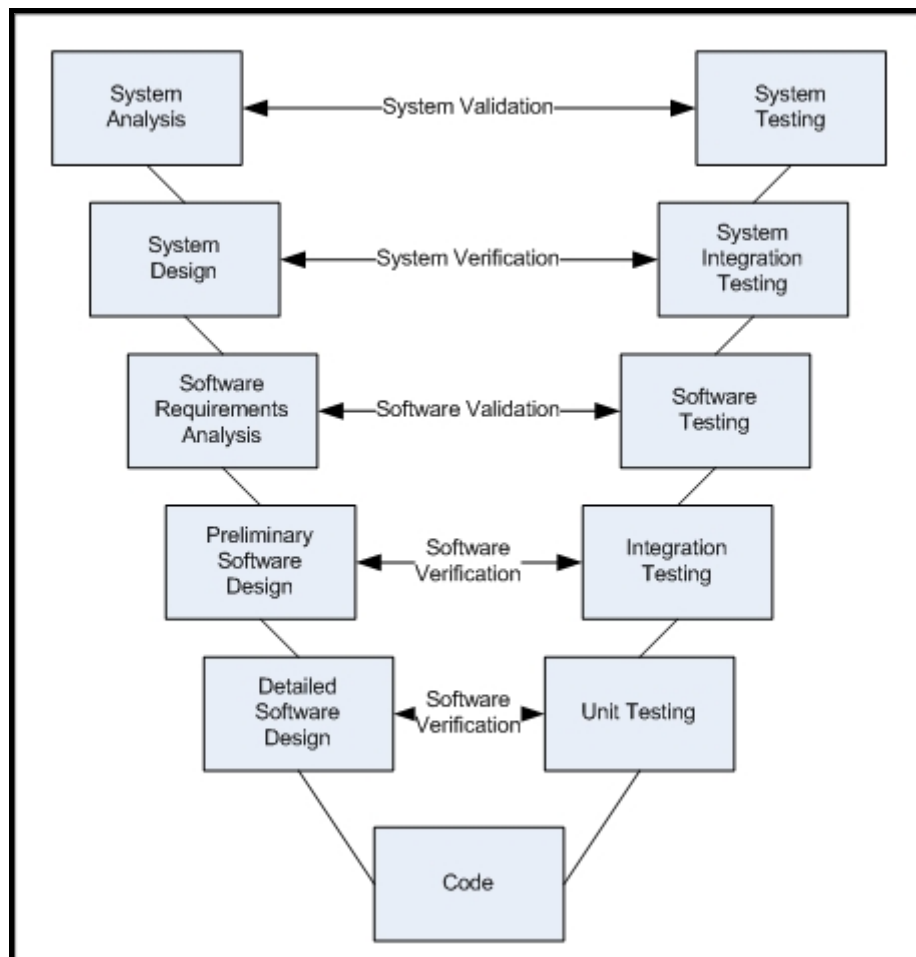 System
Analysis
System Validation
System
Testing
System
Design
System Verification
System
Integration
Testing
Software
Requirements
Analysis
Software Validation
Software
Testing
Preliminary
Software
Design
Software
Verification
Integration
Testing
Detailed
Software
Design
Software
Verification
Unit Testing
Code